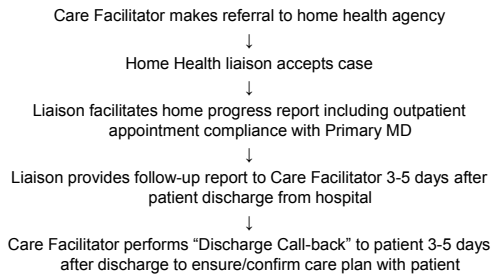 Care Facilitator makes referral to home health agency
↓
Home Health liaison accepts case
↓
Liaison facilitates home progress report including outpatient
appointment compliance with Primary MD
↓
Liaison provides follow-up report to Care Facilitator 3-5 days after
patient discharge from hospital
↓
Care Facilitator performs “Discharge Call-back” to patient 3-5 days
after discharge to ensure/confirm care plan with patient